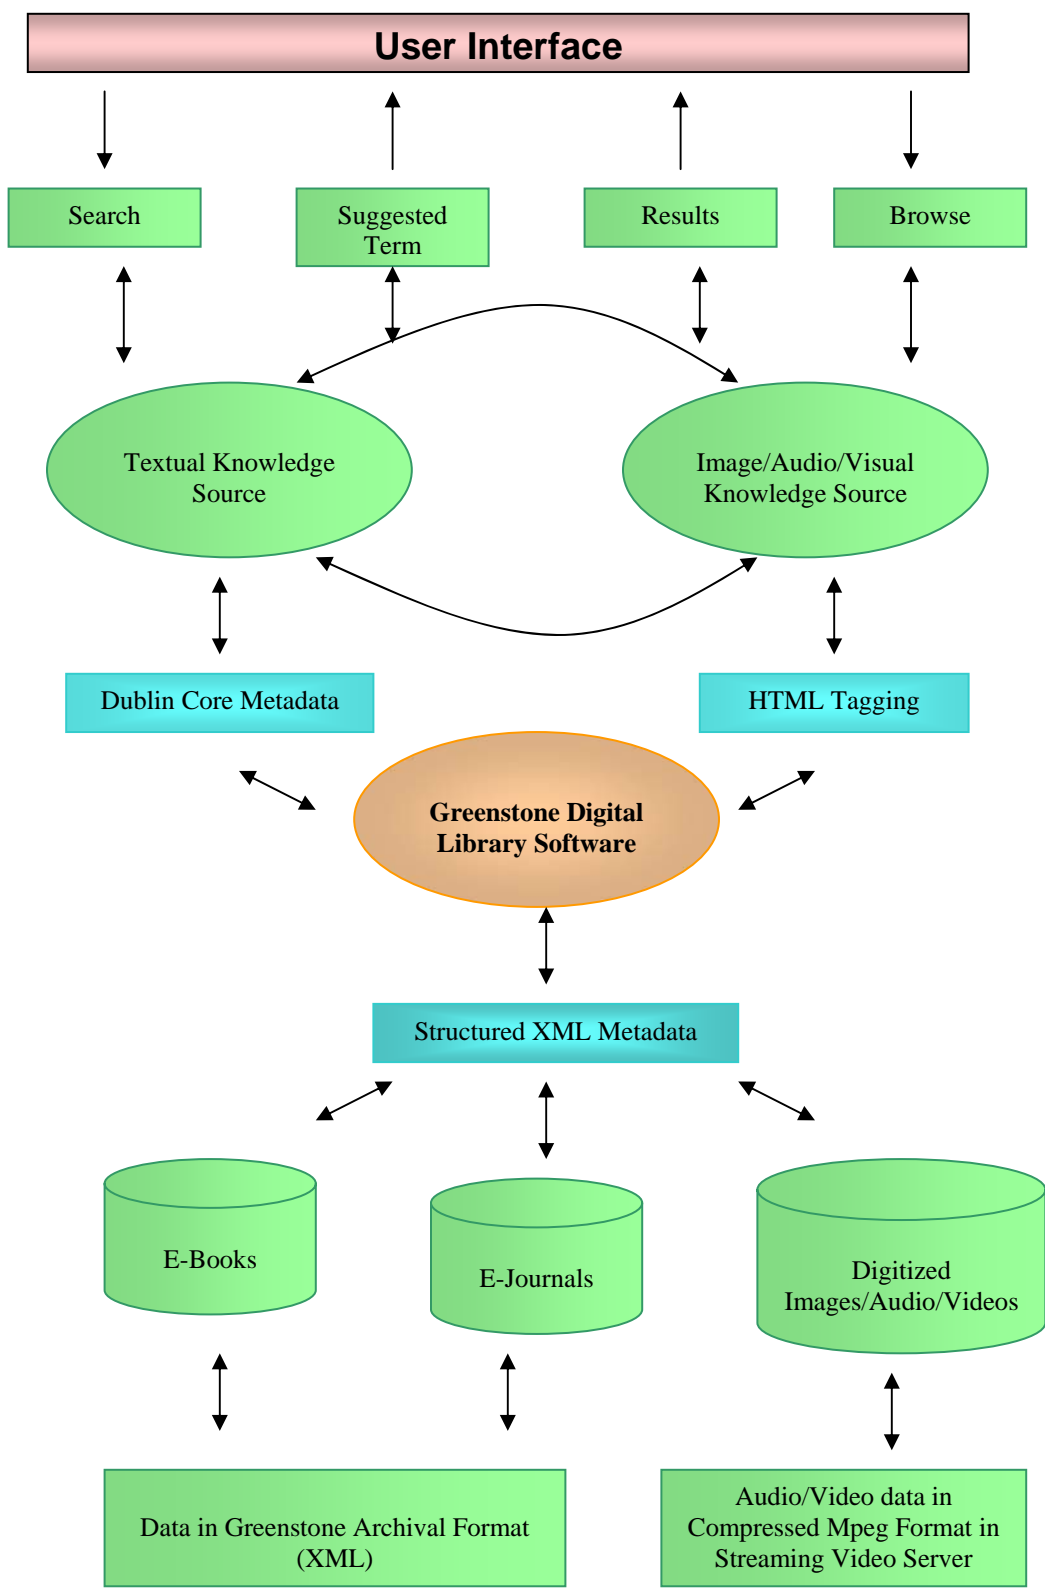 User Interface
Search
Suggested
Term
Results
Browse
Textual Knowledge
Source
Image/Audio/Visual
Knowledge Source
Dublin Core Metadata
HTML Tagging
Greenstone Digital
Library Software
Structured XML Metadata
E-Books
E-Journals
Digitized
Images/Audio/Videos
Data in Greenstone Archival Format
(XML)
Audio/Video data in
Compressed Mpeg Format in
Streaming Video Server